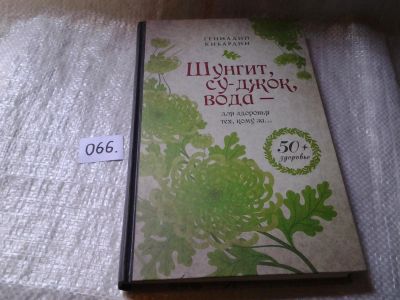 Геннадий
Кибардин
Шунгит,
су-джок,
вода –
для здоровья
тех, кому за...
50+
здоровье
066.